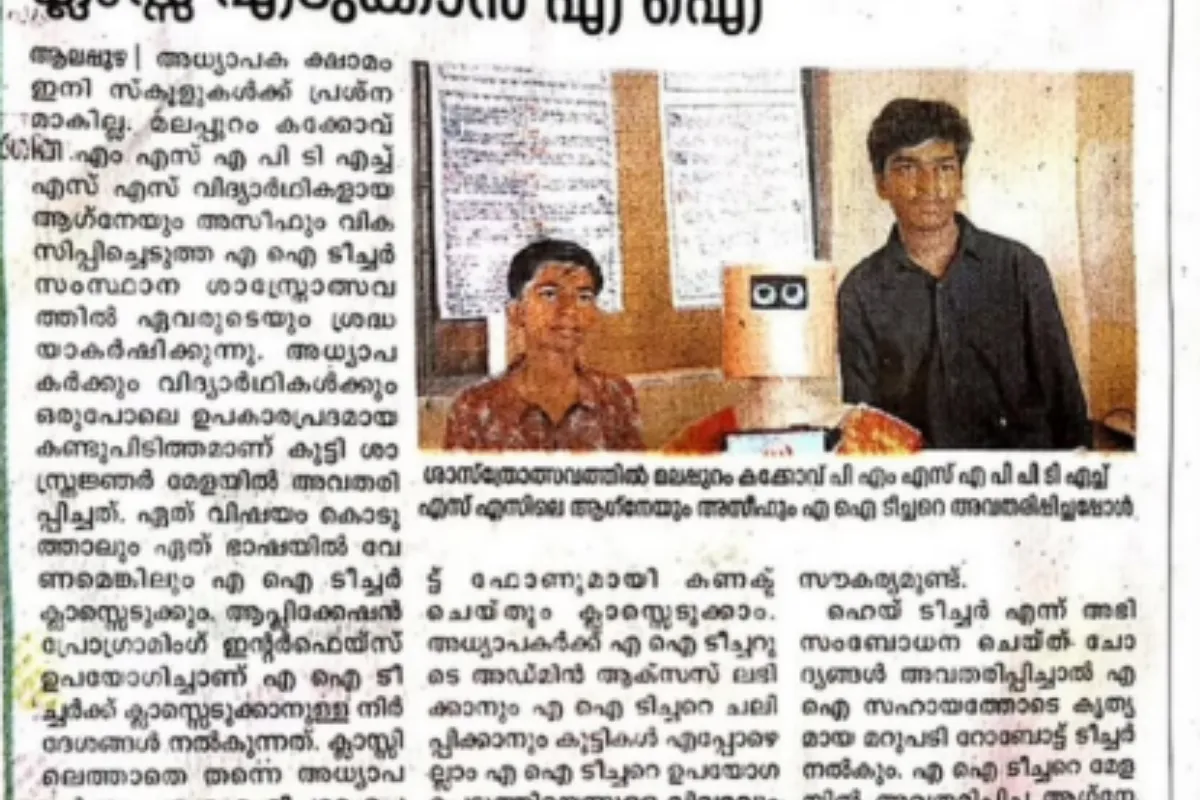 ക്ലാസ്സ് എടുക്കാൻ എ ഐ
ആലപ്പുഴ | അധ്യാപക ക്ഷാമം
ഇനി സ്കൂളുകൾക്ക് പ്രശ്ന
മാകില്ല. മലപ്പുറം കക്കോവ്
പി എം എസ് എ പി ടി എച്ച്
എസ് എസ് വിദ്യാർഥികളായ
ആഗ്നേയും അസീഫും വിക
സിപ്പിച്ചെടുത്ത എ ഐ ടീച്ചർ
സംസ്ഥാന ശാസ്ത്രോത്സവ
ത്തിൽ ഏവരുടെയും ശ്രദ്ധ
യാകർഷിക്കുന്നു. അധ്യാപ
കർക്കും വിദ്യാർഥികൾക്കും
ഒരുപോലെ ഉപകാരപ്രദമായ
കണ്ടുപിടിത്തമാണ് കുട്ടി ശാ
സ്ത്രജ്ഞർ മേളയിൽ അവതരി
പ്പിച്ചത്. ഏത് വിഷയം കൊടു
ത്താലും ഏത് ഭാഷയിൽ വേ
ണമെങ്കിലും എ ഐ ടീച്ചർ
ക്ലാസ്സെടുക്കും. ആപ്ലിക്കേഷൻ
പ്രോഗ്രാമിംഗ് ഇന്റർഫെയ്സ്
ഉപയോഗിച്ചാണ് എ ഐ ടീ
ച്ചർക്ക് ക്ലാസ്സെടുക്കാനുള്ള നിർ
ദേശങ്ങൾ നൽകുന്നത്. ക്ലാസ്സി
ലെത്താതെ തന്നെ അധ്യാപ
ശാസ്ത്രോത്സവത്തിൽ മലപ്പുറം കക്കോവ് പി എം എസ് എ പി പി ടി എച്ച്
എസ് എസിലെ ആഗ്നേയും അസീഫും എ ഐ ടീച്ചറെ അവതരിപ്പിച്ചപ്പോൾ
ട്ട് ഫോണുമായി കണക്ട്
ചെയ്തും ക്ലാസ്സെടുക്കാം.
അധ്യാപകർക്ക് എ ഐ ടീച്ചറു
ടെ അഡ്മിൻ ആക്സസ് ലഭി
ക്കാനും എ ഐ ടീച്ചറെ ചലി
പ്പിക്കാനും കുട്ടികൾ എപ്പോഴെ
ല്ലാം എ ഐ ടീച്ചറെ ഉപയോഗ
സൗകര്യമുണ്ട്.
ഹെയ് ടീച്ചർ എന്ന് അഭി
സംബോധന ചെയ്ത് ചോ
ദ്യങ്ങൾ അവതരിപ്പിച്ചാൽ എ
ഐ സഹായത്തോടെ കൃത്യ
മായ മറുപടി റോബോട്ട് ടീച്ചർ
നൽകും. എ ഐ ടീച്ചറെ മേള
യിൽ അവതരിപ്പിച്ച ആഗ്നേ